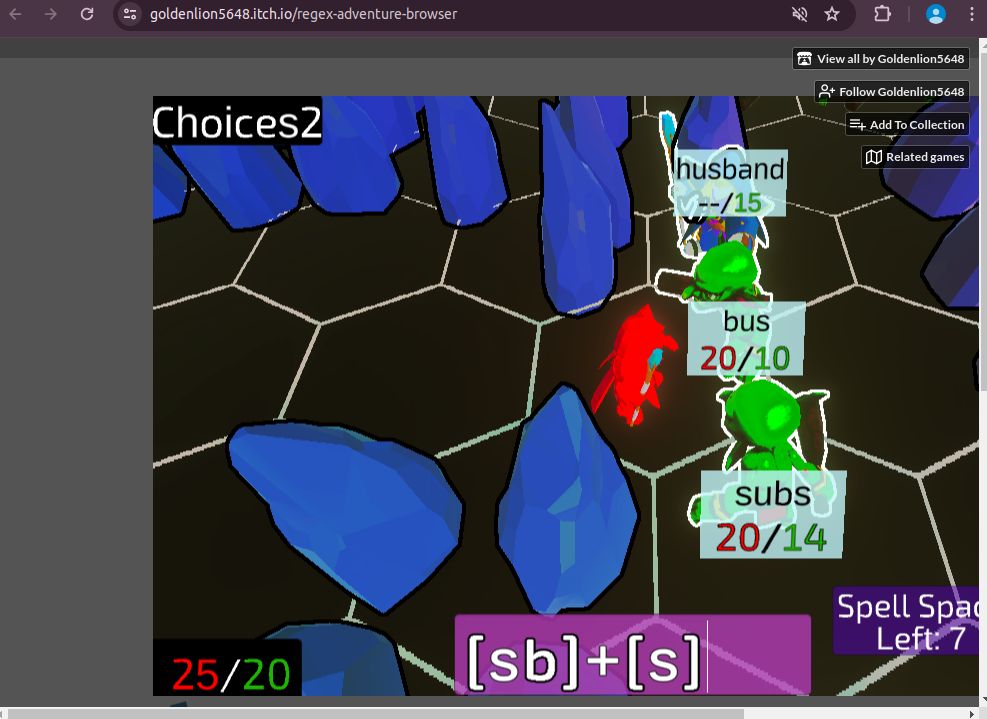 goldenlion5648.itch.io/regex-adventure-browser
View all by Goldenlion5648
Follow Goldenlion5648
Add To Collection
Related games
Choices2
husband
--/15
bus
20/10
subs
20/14
Spell Spac
Left: 7
[sb]+[s]
25/20